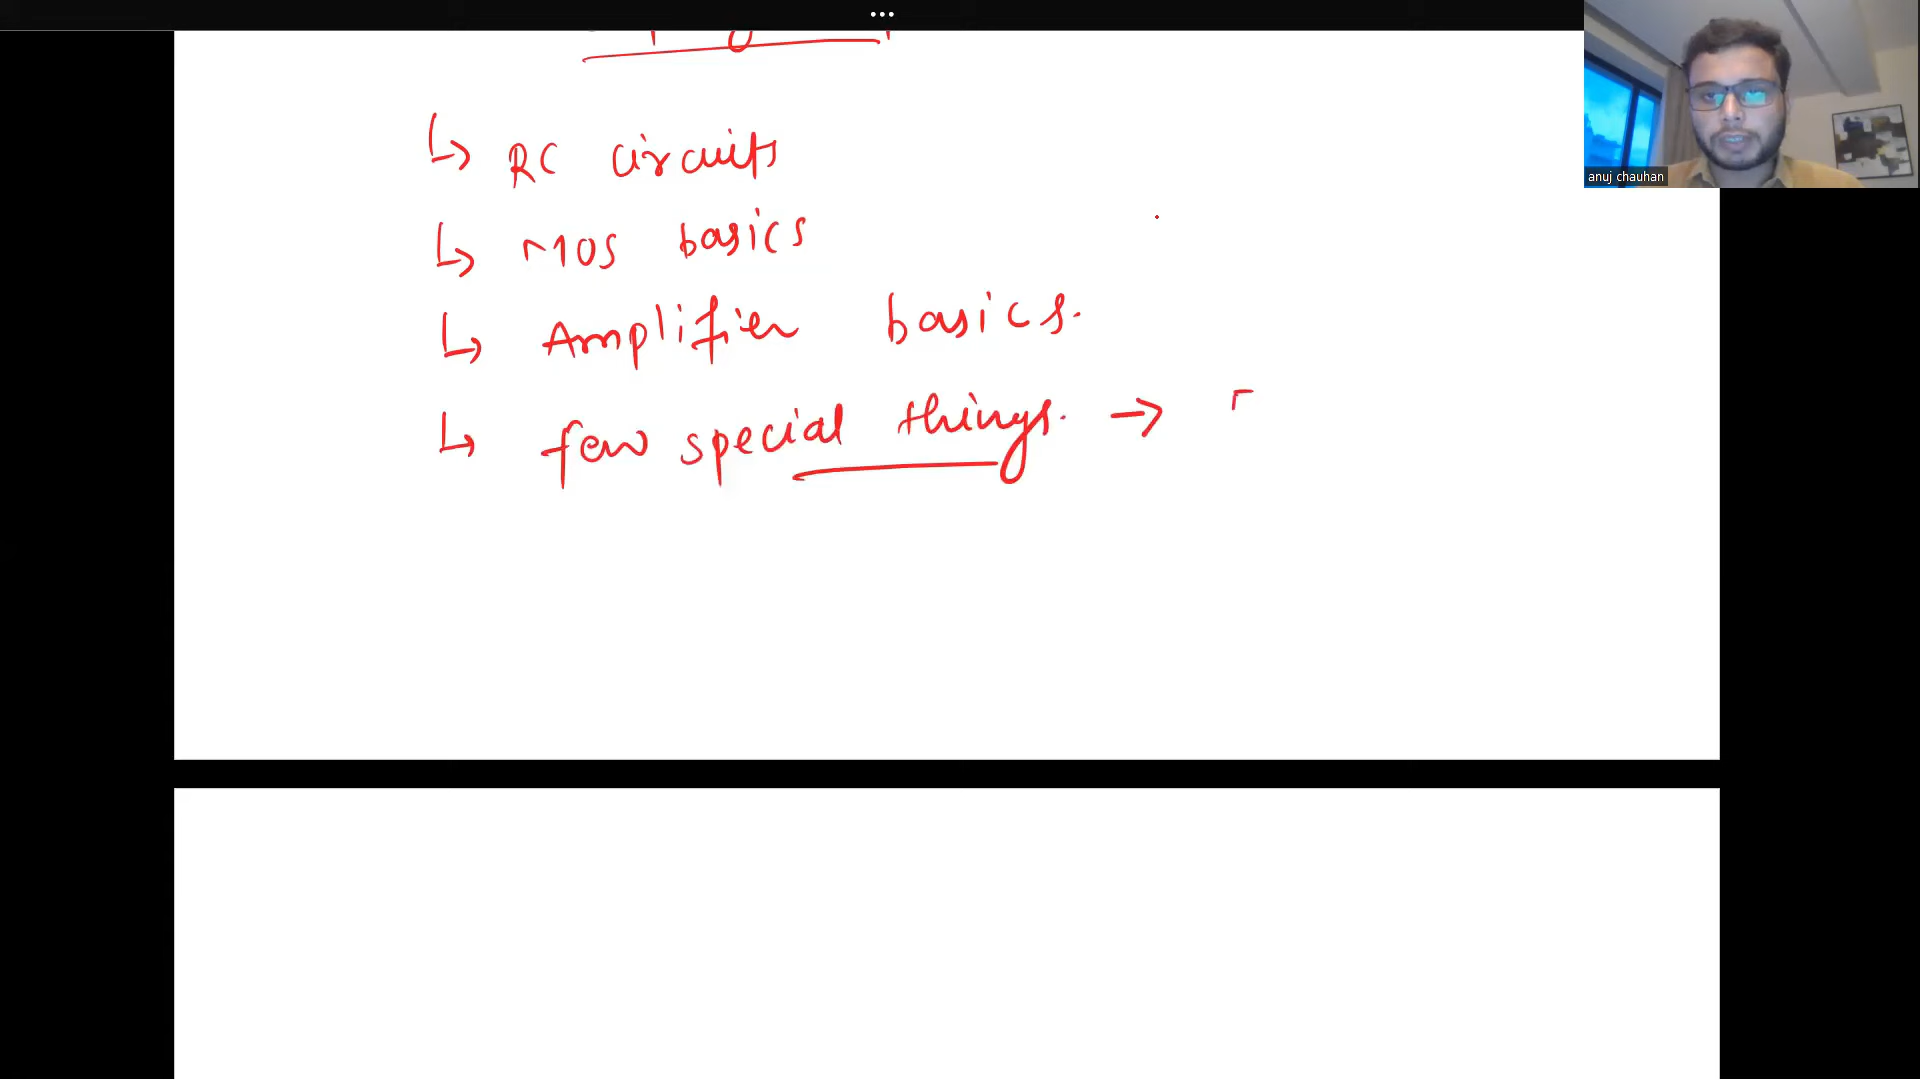 anuj chauhan
↳ RC circuits
↳ MOS basics
↳ Amplifier basics.
↳ few special things. →